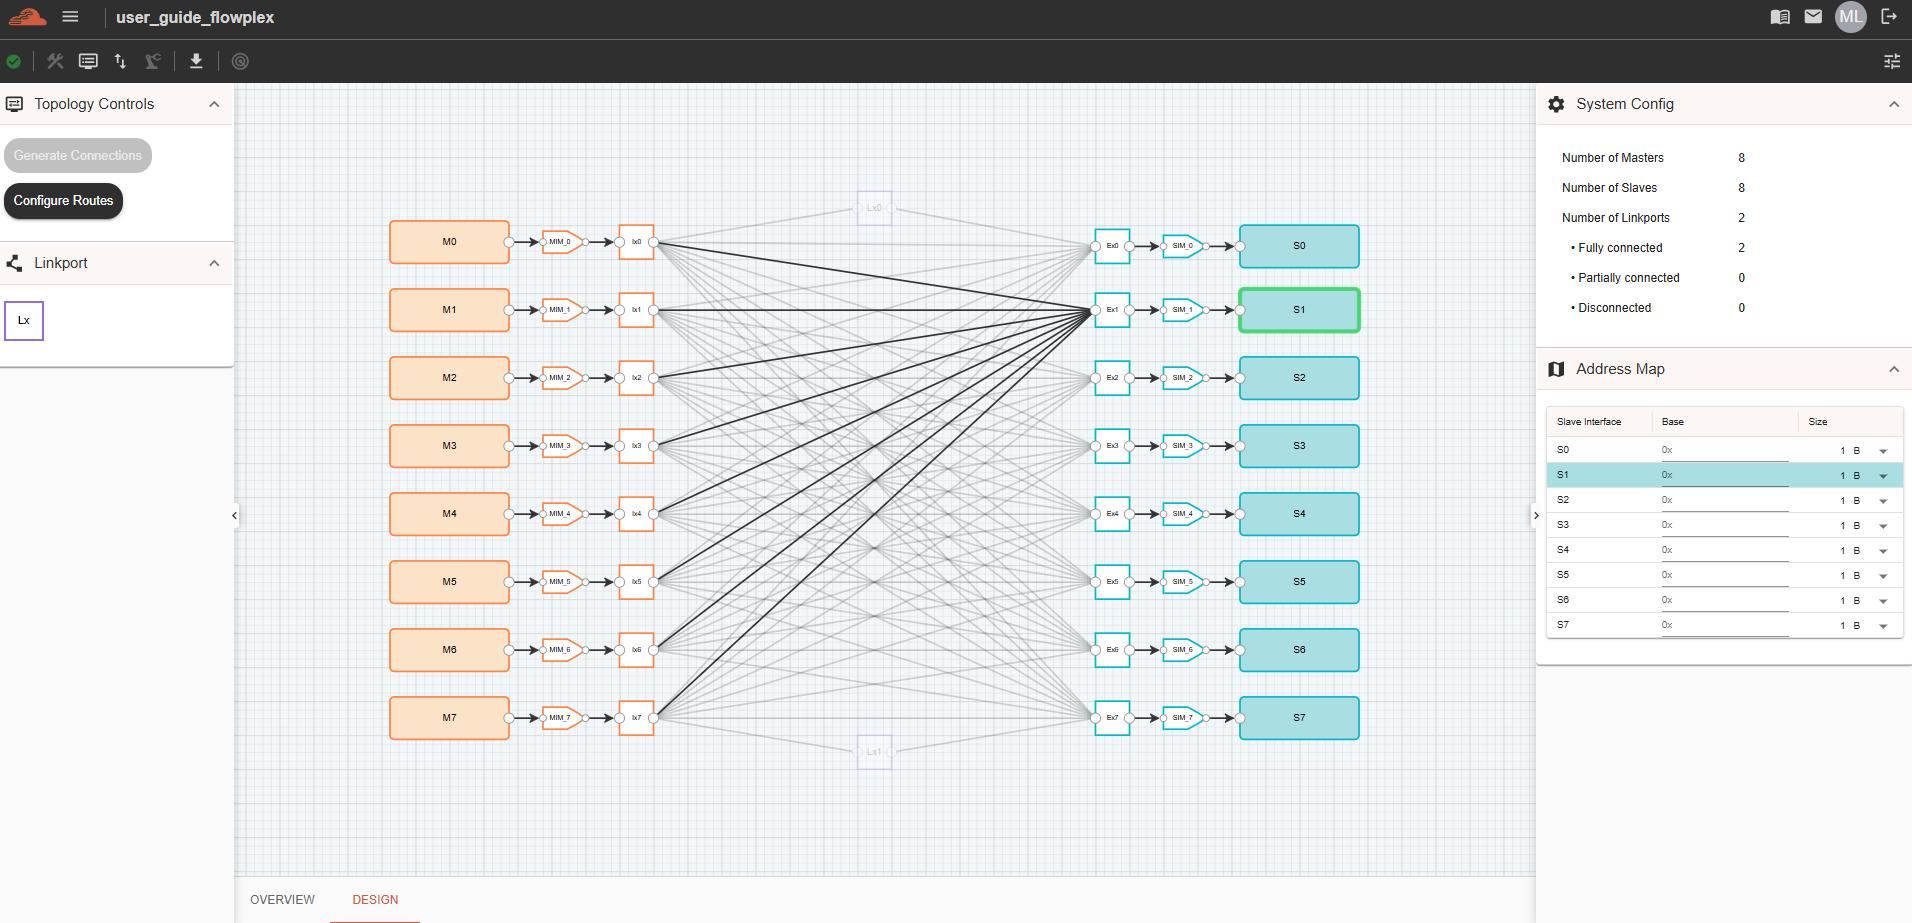 user_guide_flowplex
ML
Topology Controls
Generate Connections
Configure Routes
Linkport
Lx
Lx0
M0 MIM_0 Ix0 Ex0 SIM_0 S0
M1 MIM_1 Ix1 Ex1 SIM_1 S1
M2 MIM_2 Ix2 Ex2 SIM_2 S2
M3 MIM_3 Ix3 Ex3 SIM_3 S3
M4 MIM_4 Ix4 Ex4 SIM_4 S4
M5 MIM_5 Ix5 Ex5 SIM_5 S5
M6 MIM_6 Ix6 Ex6 SIM_6 S6
M7 MIM_7 Ix7 Ex7 SIM_7 S7
Lx1
OVERVIEW DESIGN
System Config
Number of Masters 8
Number of Slaves 8
Number of Linkports 2
• Fully connected 2
• Partially connected 0
• Disconnected 0
Address Map
Slave Interface Base Size
S0 0x 1 B
S1 0x 1 B
S2 0x 1 B
S3 0x 1 B
S4 0x 1 B
S5 0x 1 B
S6 0x 1 B
S7 0x 1 B